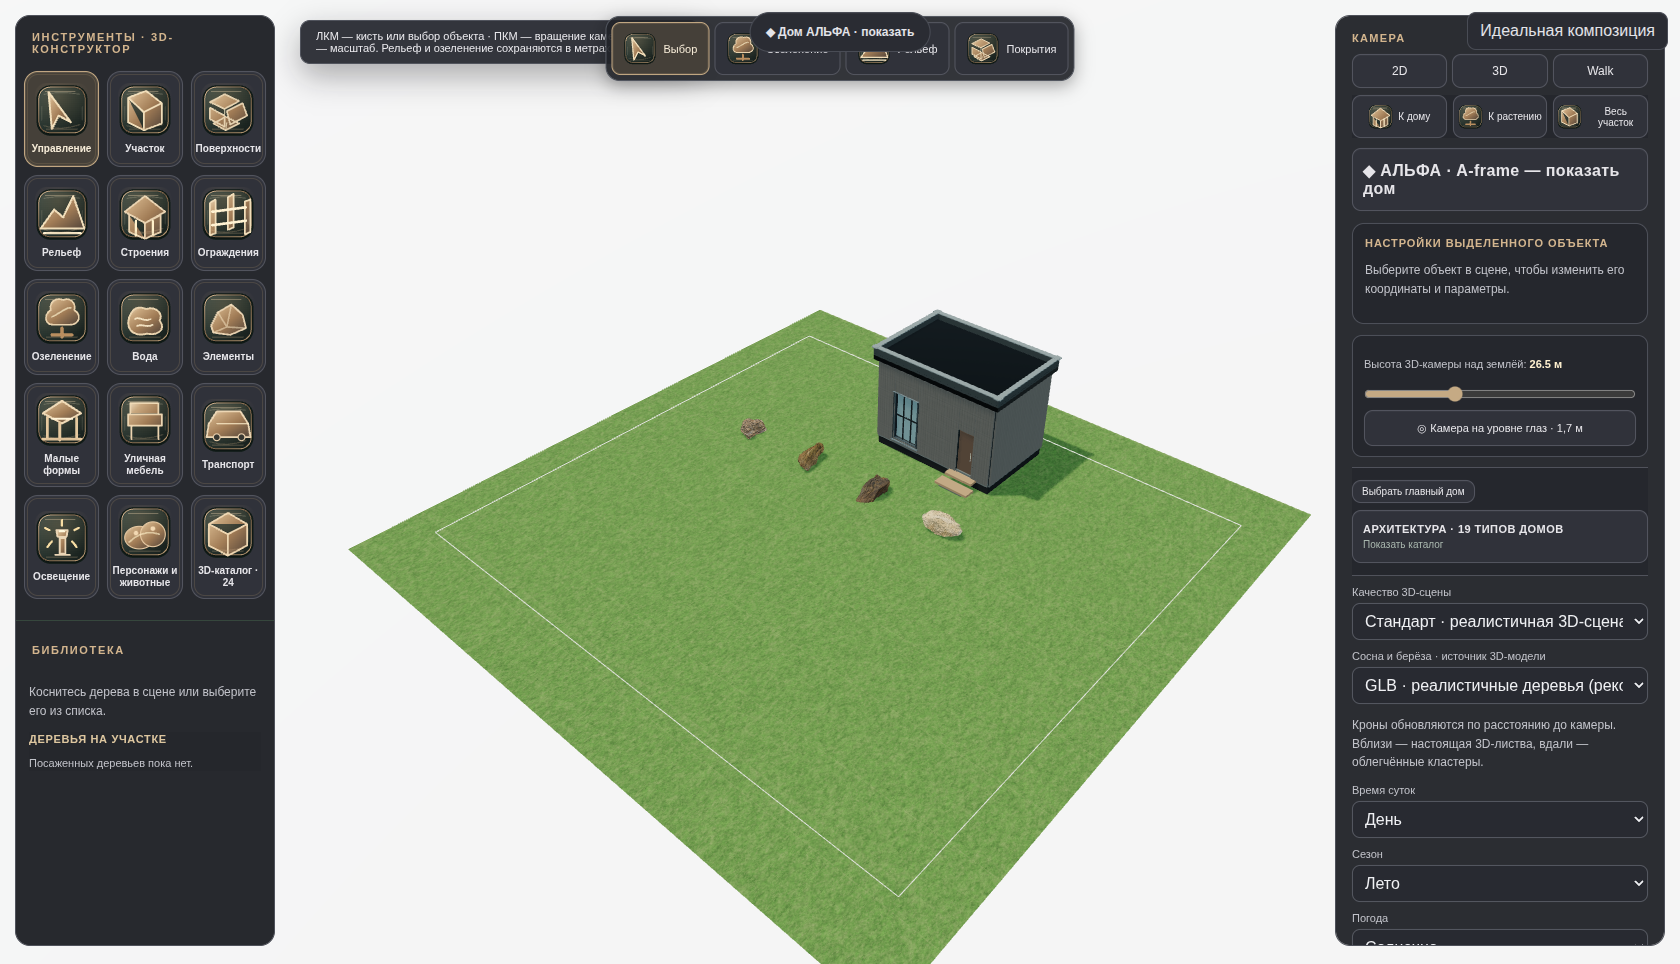 ИНСТРУМЕНТЫ · 3D-
КОНСТРУКТОР
Управление
Участок
Поверхности
Рельеф
Строения
Ограждения
Озеленение
Вода
Элементы
Малые
формы
Уличная
мебель
Транспорт
Освещение
Персонажи и
животные
3D-каталог ·
24
БИБЛИОТЕКА
Коснитесь дерева в сцене или выберите
его из списка.
ДЕРЕВЬЯ НА УЧАСТКЕ
Посаженных деревьев пока нет.
ЛКМ — кисть или выбор объекта · ПКМ — вращение
— масштаб. Рельеф и озеленение сохраняются в
Выбор
◆ Дом АЛЬФА · показать
Покрытия
Идеальная композиция
КАМЕРА
2D
3D
Walk
К дому
К растению
Весь
участок
◆ АЛЬФА · A-frame — показать
дом
НАСТРОЙКИ ВЫДЕЛЕННОГО ОБЪЕКТА
Выберите объект в сцене, чтобы изменить его
координаты и параметры.
Высота 3D-камеры над землёй: 26.5 м
◎ Камера на уровне глаз · 1,7 м
Выбрать главный дом
АРХИТЕКТУРА · 19 ТИПОВ ДОМОВ
Показать каталог
Качество 3D-сцены
Стандарт · реалистичная 3D-сцена
Сосна и берёза · источник 3D-модели
GLB · реалистичные деревья (реко
Кроны обновляются по расстоянию до камеры.
Вблизи — настоящая 3D-листва, вдали —
облегчённые кластеры.
Время суток
День
Сезон
Лето
Погода